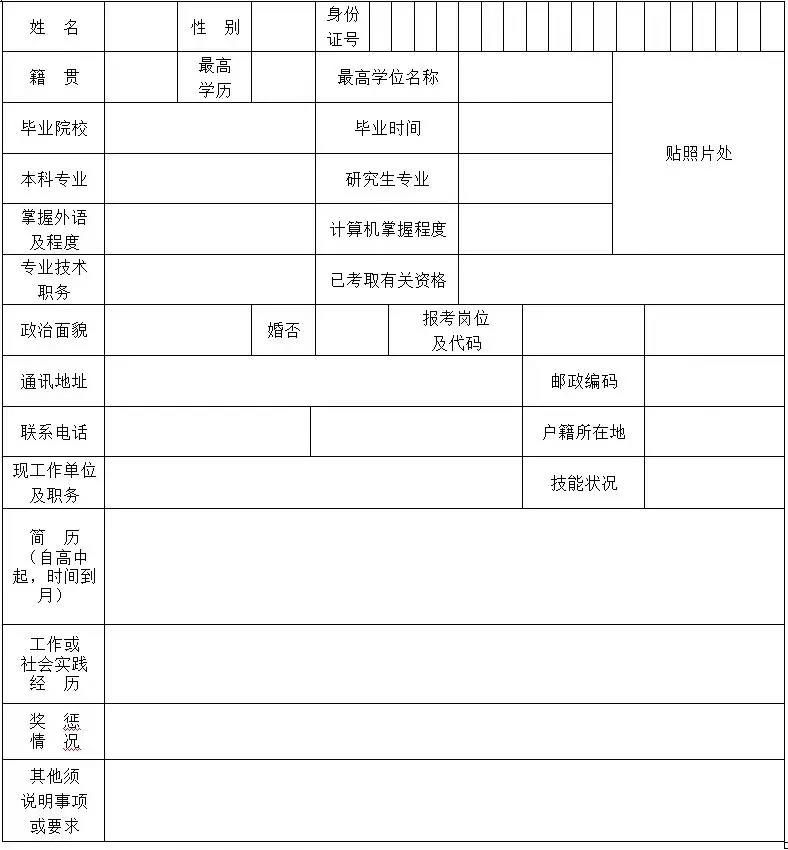 姓 名
性 别
身份
证号
籍 贯
最高
学历
最高学位名称
贴照片处
毕业院校
毕业时间
本科专业
研究生专业
掌握外语
及程度
计算机掌握程度
专业技术
职务
已考取有关资格
政治面貌
婚否
报考岗位
及代码
通讯地址
邮政编码
联系电话
户籍所在地
现工作单位
及职务
技能状况
简 历
（自高中
起，时间到
月）
工作或
社会实践
经 历
奖 惩
情 况
其他须
说明事项
或要求